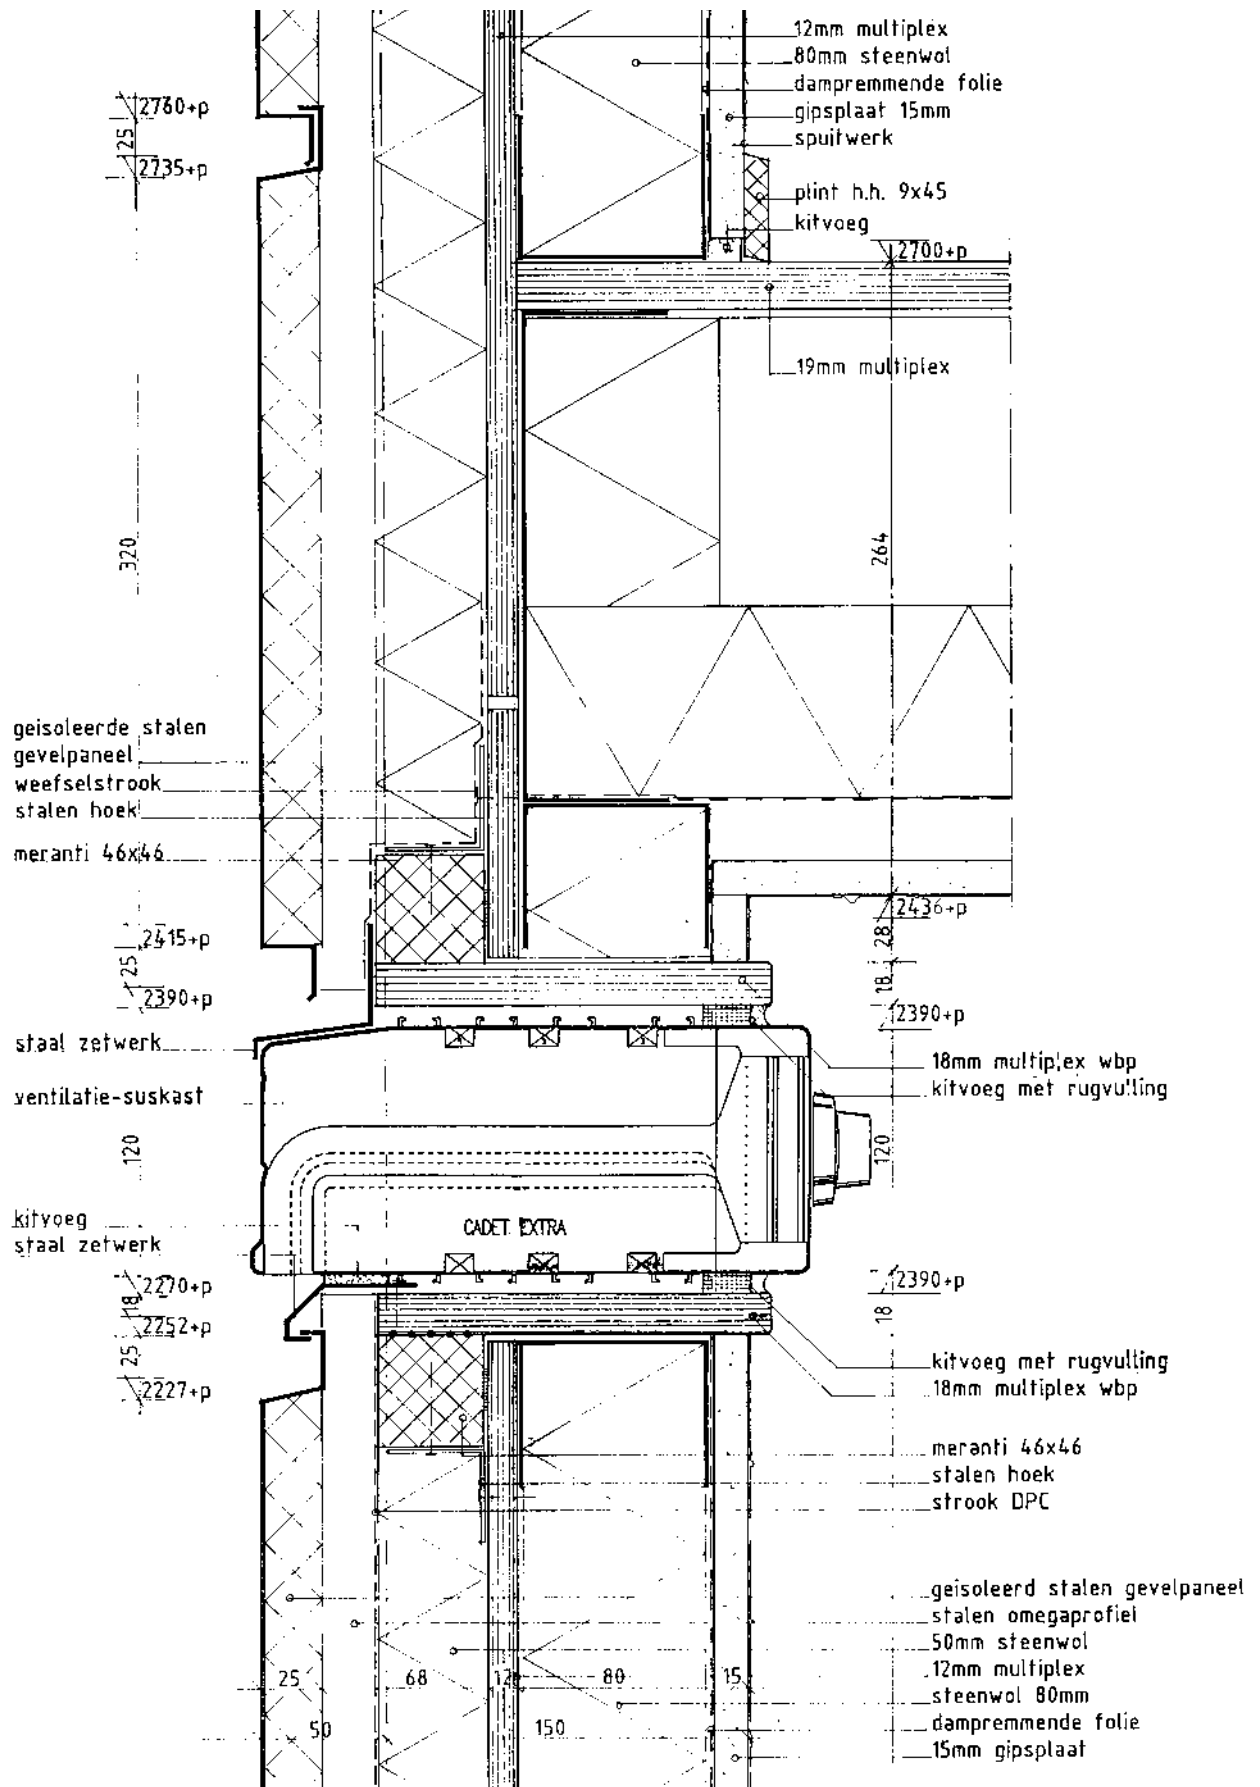 12mm multiplex
80mm steenwol
dampremmende folie
gipsplaat 15mm
spuitwerk
plint h.h. 9x45
kitvoeg
2760+p
25
2735+p
2700+p
19mm multiplex
320
264
geisoleerde stalen
gevelpaneel
weefselstrook
stalen hoek
meranti 46x46
2436+p
28
2415+p
25
2390+p
18
2390+p
staal zetwerk
18mm multiplex wbp
kitvoeg met rugvulling
ventilatie-suskast
120
120
kitvoeg
staal zetwerk
CADET EXTRA
2270+p
18
2252+p
25
2227+p
2390+p
18
kitvoeg met rugvulling
18mm multiplex wbp
meranti 46x46
stalen hoek
strook DPC
geisoleerd stalen gevelpaneel
stalen omegaprofiel
50mm steenwol
12mm multiplex
steenwol 80mm
dampremmende folie
15mm gipsplaat
25 68 12 80 15
50 150